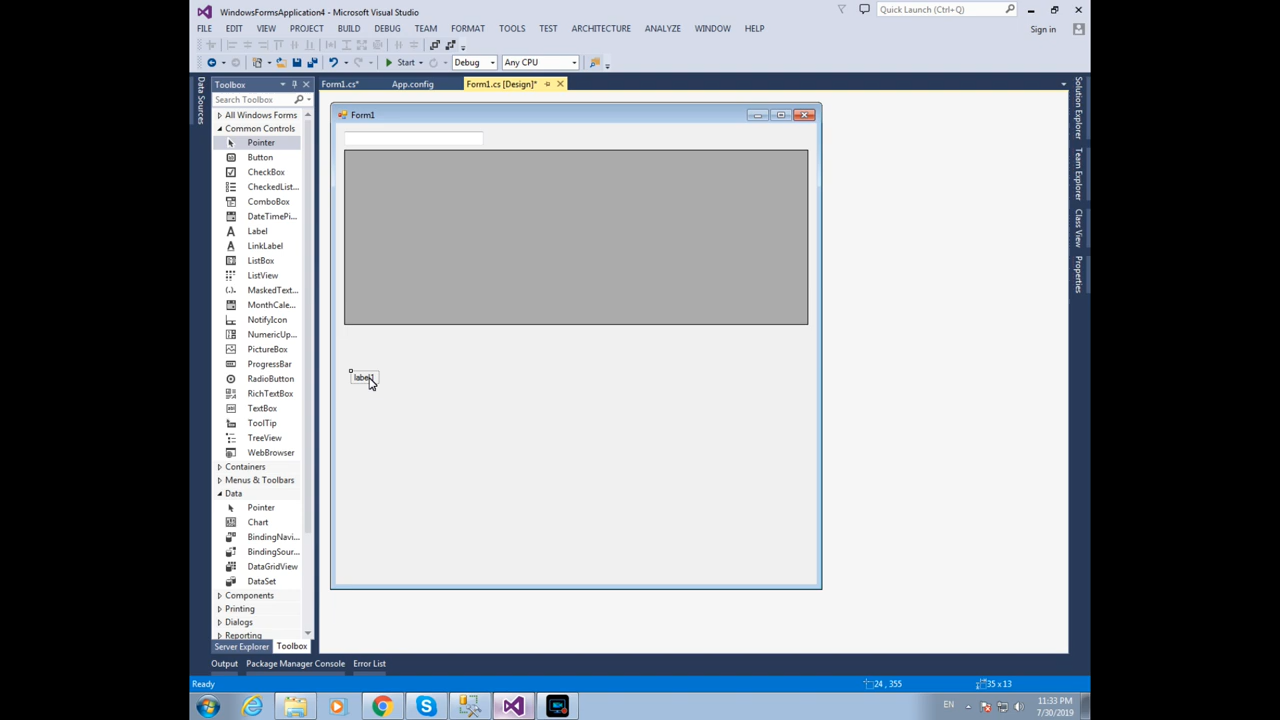 WindowsFormsApplication4 - Microsoft Visual Studio
Quick Launch (Ctrl+Q)
FILE EDIT VIEW PROJECT BUILD DEBUG TEAM FORMAT TOOLS TEST ARCHITECTURE ANALYZE WINDOW HELP
Sign in
Start Debug Any CPU
Data Sources
Toolbox
Form1.cs* App.config Form1.cs [Design]*
Search Toolbox
All Windows Forms
Common Controls
Pointer
Button
CheckBox
CheckedList...
ComboBox
DateTimePi...
Label
LinkLabel
ListBox
ListView
MaskedText...
MonthCale...
NotifyIcon
NumericUp...
PictureBox
ProgressBar
RadioButton
RichTextBox
TextBox
ToolTip
TreeView
WebBrowser
Containers
Menus & Toolbars
Data
Pointer
Chart
BindingNavi...
BindingSour...
DataGridView
DataSet
Components
Printing
Dialogs
Reporting
Server Explorer Toolbox
Form1
label1
Solution Explorer
Team Explorer
Class View
Properties
Output Package Manager Console Error List
Ready
24 , 355
35 x 13
EN
11:33 PM
7/30/2019